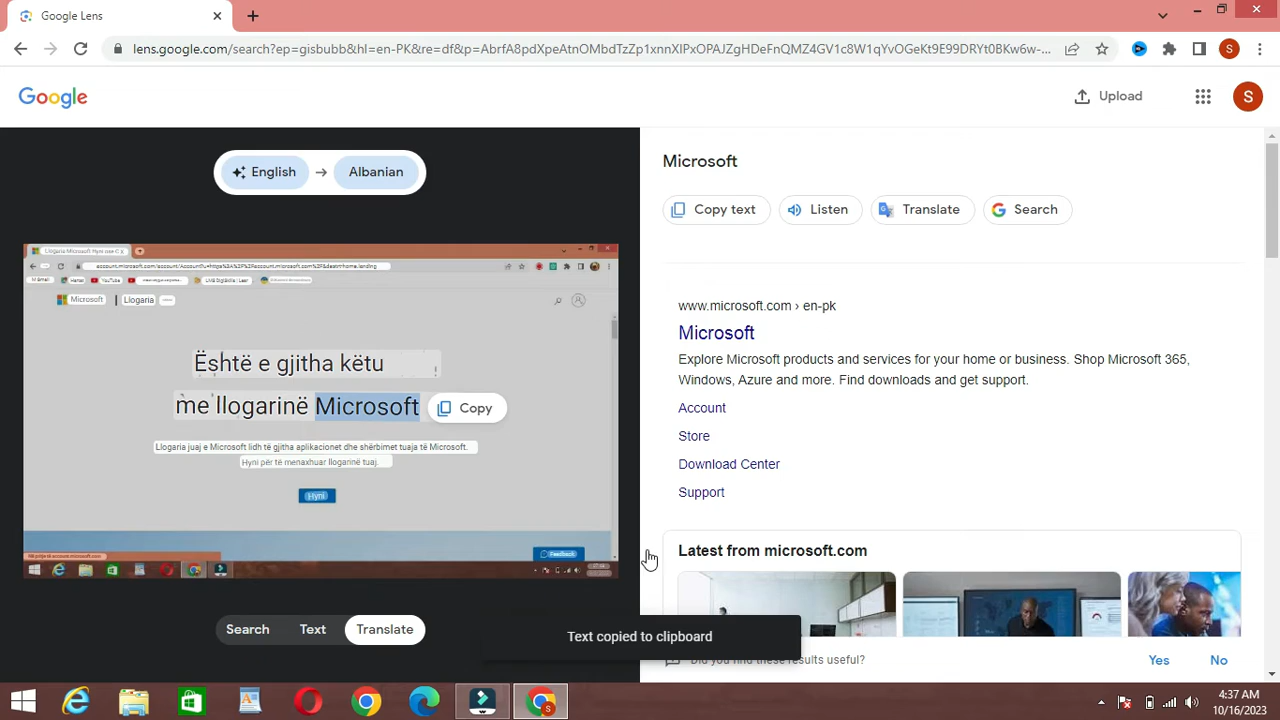 Google Lens
lens.google.com/search?ep=gisbubb&hl=en-PK&re=df&p=AbrfA8pdXpeAtnOMbdTzZp1xnnXIPxOPAJZgHDeFnQMZ4GV1c8W1qYvOGeKt9E99DRYt0BKw6w-...
S
Google
Upload
S
English → Albanian
Llogaria Microsoft
Microsoft | Llogaria
Është e gjitha këtu
me llogarinë Microsoft
Copy
Llogaria juaj e Microsoft lidh të gjitha aplikacionet dhe shërbimet tuaja të Microsoft.
Hyni për të menaxhuar llogarinë tuaj.
Hyni
Feedback
Search Text Translate
Microsoft
Copy text Listen Translate Search
www.microsoft.com › en-pk
Microsoft
Explore Microsoft products and services for your home or business. Shop Microsoft 365,
Windows, Azure and more. Find downloads and get support.
Account
Store
Download Center
Support
Latest from microsoft.com
Text copied to clipboard
Did you find these results useful?
Yes No
4:37 AM
10/16/2023